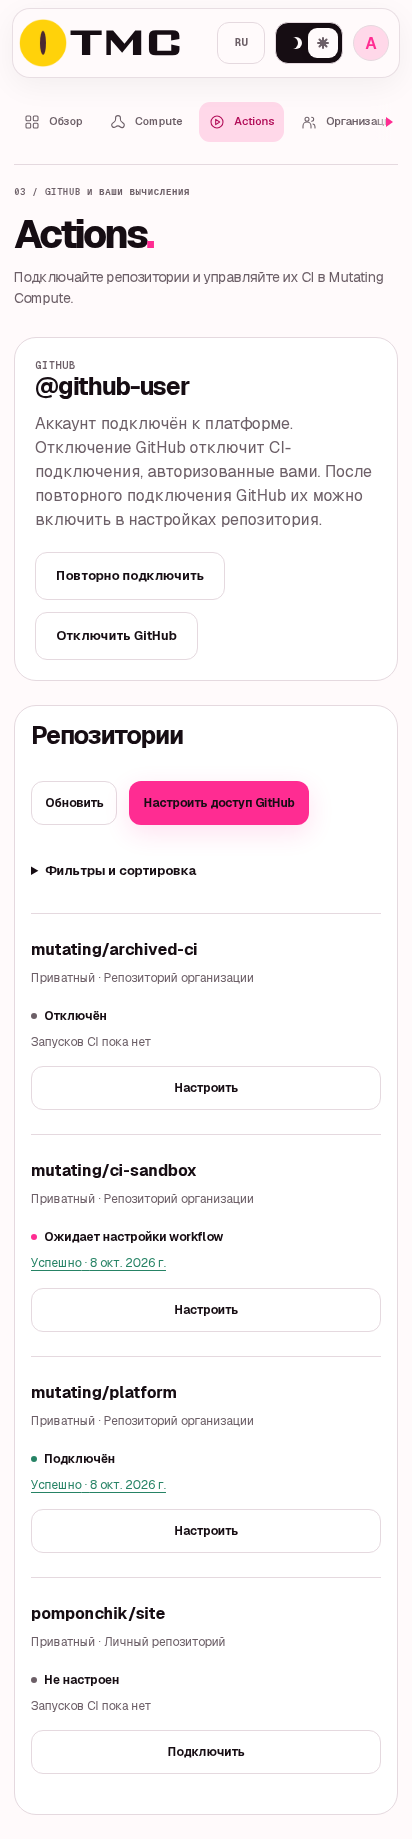 TMC
RU
A
Обзор
Compute
Actions
Организац
03 / GITHUB И ВАШИ ВЫЧИСЛЕНИЯ
Actions.
Подключайте репозитории и управляйте их CI в Mutating
Compute.
GITHUB
@github-user
Аккаунт подключён к платформе.
Отключение GitHub отключит CI-
подключения, авторизованные вами. После
повторного подключения GitHub их можно
включить в настройках репозитория.
Повторно подключить
Отключить GitHub
Репозитории
Обновить
Настроить доступ GitHub
Фильтры и сортировка
mutating/archived-ci
Приватный · Репозиторий организации
Отключён
Запусков CI пока нет
Настроить
mutating/ci-sandbox
Приватный · Репозиторий организации
Ожидает настройки workflow
Успешно · 8 окт. 2026 г.
Настроить
mutating/platform
Приватный · Репозиторий организации
Подключён
Успешно · 8 окт. 2026 г.
Настроить
pomponchik/site
Приватный · Личный репозиторий
Не настроен
Запусков CI пока нет
Подключить